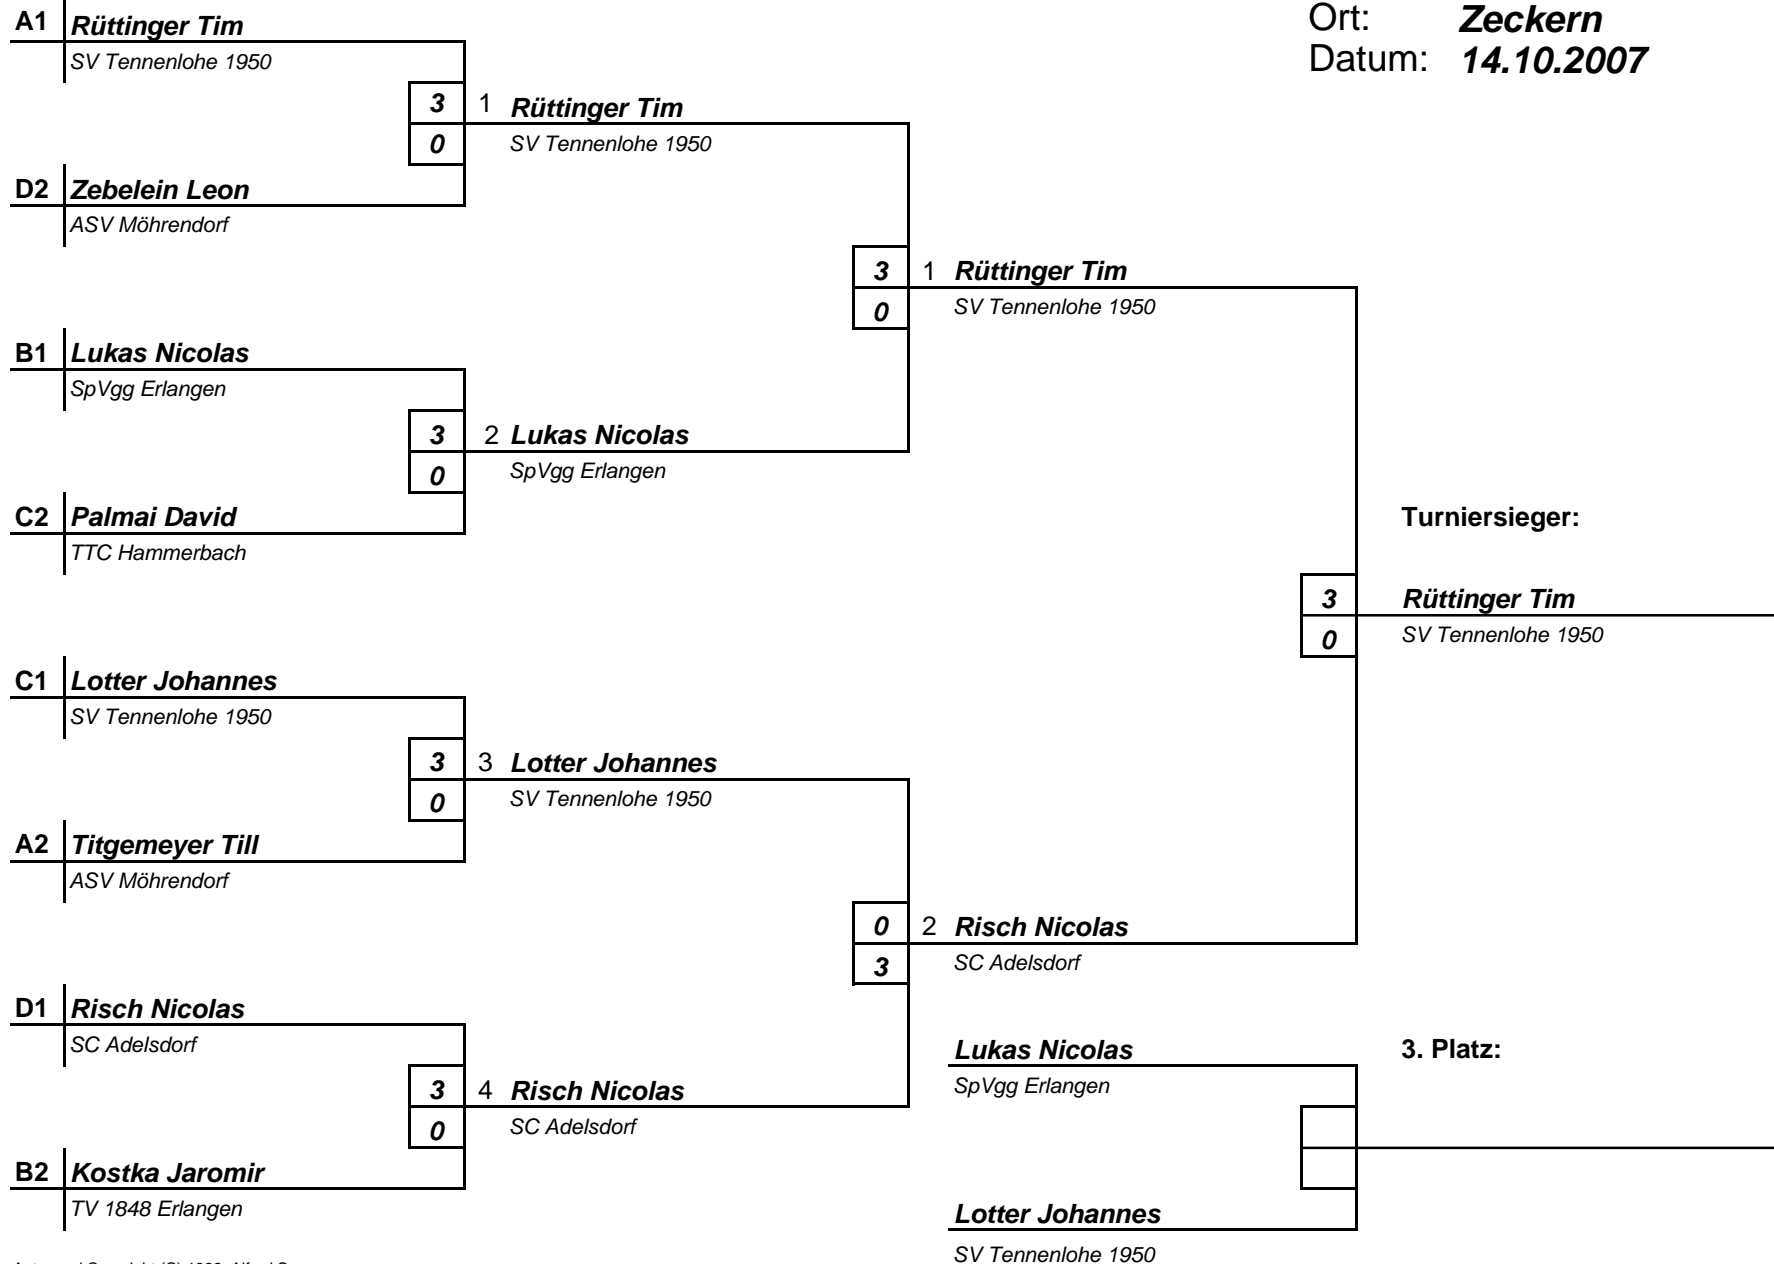 Ort: Zeckern
Datum: 14.10.2007
A1 Rüttinger Tim
SV Tennenlohe 1950
3 1 Rüttinger Tim
0 SV Tennenlohe 1950
D2 Zebelein Leon
ASV Möhrendorf
3 1 Rüttinger Tim
0 SV Tennenlohe 1950
B1 Lukas Nicolas
SpVgg Erlangen
3 2 Lukas Nicolas
0 SpVgg Erlangen
C2 Palmai David
TTC Hammerbach
Turniersieger:
3 Rüttinger Tim
0 SV Tennenlohe 1950
C1 Lotter Johannes
SV Tennenlohe 1950
3 3 Lotter Johannes
0 SV Tennenlohe 1950
A2 Titgemeyer Till
ASV Möhrendorf
0 2 Risch Nicolas
3 SC Adelsdorf
D1 Risch Nicolas
SC Adelsdorf
3 4 Risch Nicolas
0 SC Adelsdorf
B2 Kostka Jaromir
TV 1848 Erlangen
Lukas Nicolas
SpVgg Erlangen
3. Platz:
Lotter Johannes
SV Tennenlohe 1950